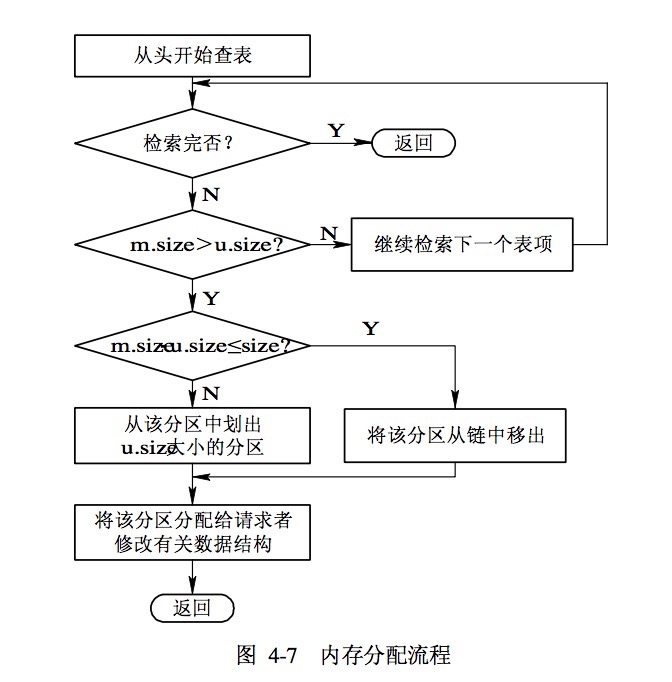 从头开始查表
检索完否？
Y
返回
N
m.size＞u.size？
N
继续检索下一个表项
Y
m.size-u.size≤size？
Y
N
从该分区中划出
u.size大小的分区
将该分区从链中移出
将该分区分配给请求者
修改有关数据结构
返回
图 4-7 内存分配流程